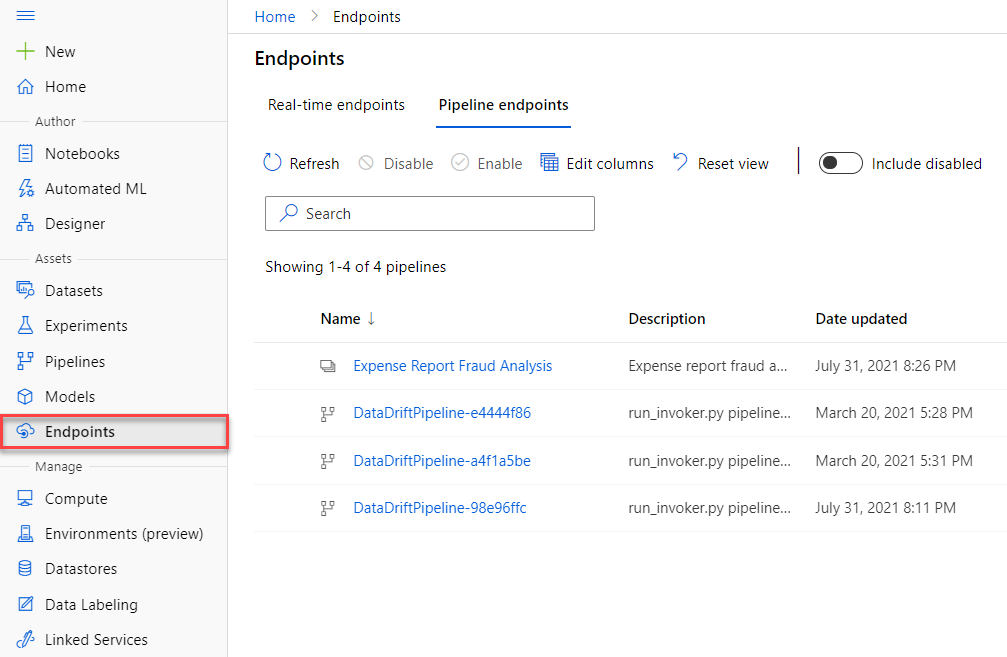 New
Home
Author
Notebooks
Automated ML
Designer
Assets
Datasets
Experiments
Pipelines
Models
Endpoints
Manage
Compute
Environments (preview)
Datastores
Data Labeling
Linked Services
Home > Endpoints
Endpoints
Real-time endpoints Pipeline endpoints
Refresh Disable Enable Edit columns Reset view Include disabled
Search
Showing 1-4 of 4 pipelines
Name ↓ Description Date updated
Expense Report Fraud Analysis Expense report fraud a... July 31, 2021 8:26 PM
DataDriftPipeline-e4444f86 run_invoker.py pipeline... March 20, 2021 5:28 PM
DataDriftPipeline-a4f1a5be run_invoker.py pipeline... March 20, 2021 5:31 PM
DataDriftPipeline-98e96ffc run_invoker.py pipeline... July 31, 2021 8:11 PM